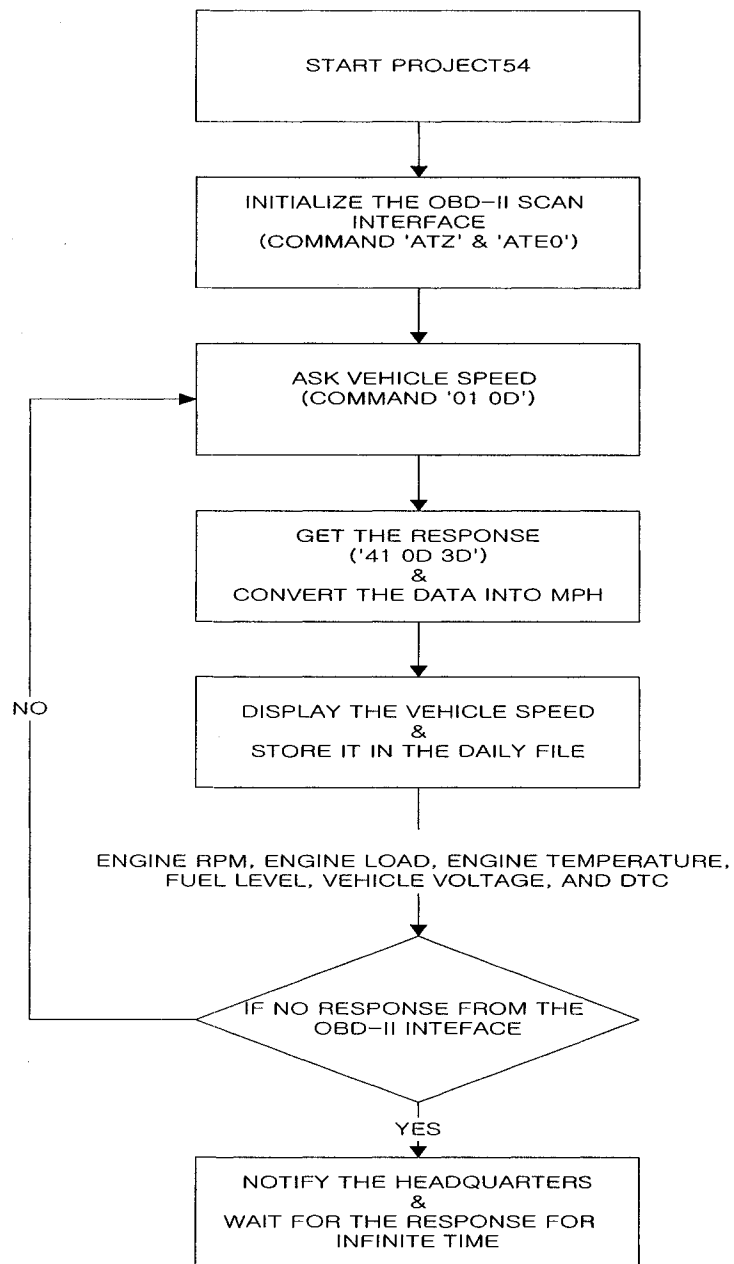 START PROJECT54
INITIALIZE THE OBD-II SCAN
INTERFACE
(COMMAND 'ATZ' & 'ATE0')
ASK VEHICLE SPEED
(COMMAND '01 0D')
GET THE RESPONSE
('41 0D 3D')
&
CONVERT THE DATA INTO MPH
NO
DISPLAY THE VEHICLE SPEED
&
STORE IT IN THE DAILY FILE
ENGINE RPM, ENGINE LOAD, ENGINE TEMPERATURE,
FUEL LEVEL, VEHICLE VOLTAGE, AND DTC
IF NO RESPONSE FROM THE
OBD-II INTEFACE
YES
NOTIFY THE HEADQUARTERS
&
WAIT FOR THE RESPONSE FOR
INFINITE TIME